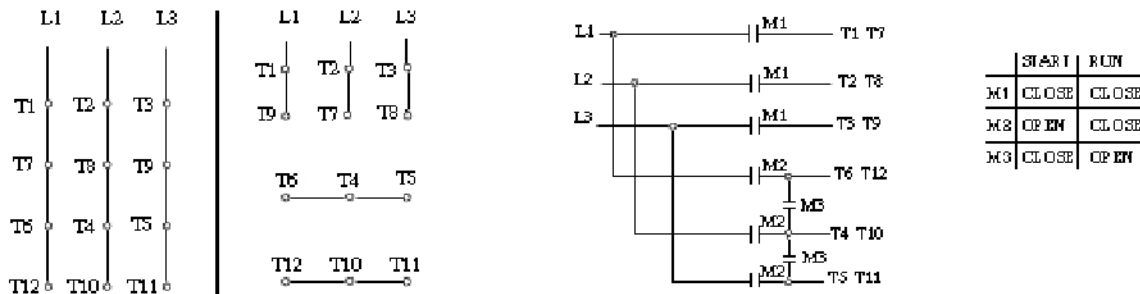 L1 L2 L3
T1 T2 T3
T7 T8 T9
T6 T4 T5
T12 T10 T11
L1 L2 L3
T1 T2 T3
T9 T7 T8
T6 T4 T5
T12 T10 T11
L1 M1 T1 T7
L2 M1 T2 T8
L3 M1 T3 T9
M2 T6 T12
M3
M2 T4 T10
M3
M2 T5 T11
START RUN
M1 CLOSE CLOSE
M2 OPEN CLOSE
M3 CLOSE OPEN